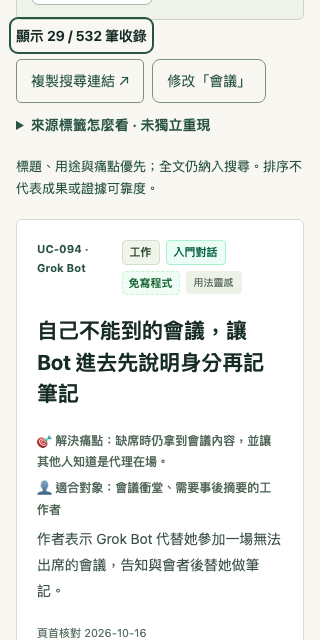 顯示 29 / 532 筆收錄
複製搜尋連結 ↗
修改「會議」
▶ 來源標籤怎麼看 · 未獨立重現
標題、用途與痛點優先；全文仍納入搜尋。排序不
代表成果或證據可靠度。
UC-094 ·
Grok Bot
工作
入門對話
免寫程式
用法靈感
自己不能到的會議，讓
Bot 進去先說明身分再記
筆記
🎯 解決痛點：缺席時仍拿到會議內容，並讓
其他人知道是代理在場。
👤 適合對象：會議衝堂、需要事後摘要的工
作者
作者表示 Grok Bot 代替她參加一場無法
出席的會議，告知與會者後替她做筆
記。
頁首核對 2026-10-16